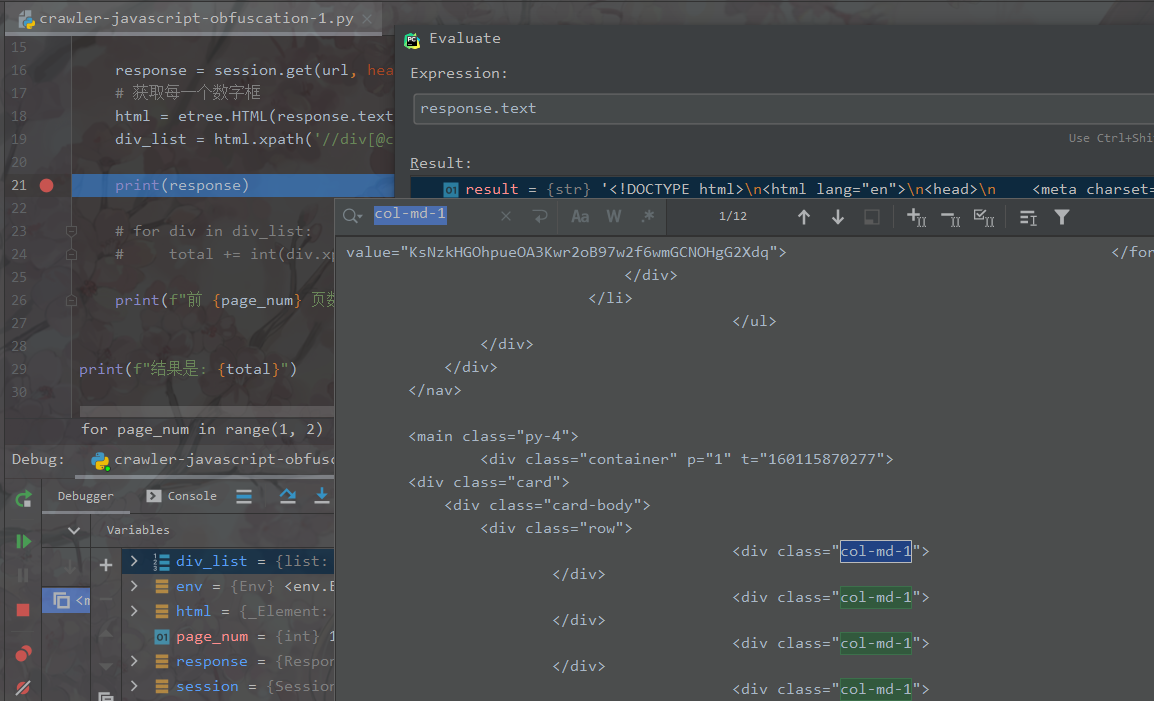 crawler-javascript-obfuscation-1.py
15
16 response = session.get(url, hea
17 # 获取每一个数字框
18 html = etree.HTML(response.text
19 div_list = html.xpath('//div[@c
20
21 print(response)
22
23 # for div in div_list:
24 #     total += int(div.xp
25
26 print(f"前 {page_num} 页数
27
28
29 print(f"结果是: {total}")
30
for page_num in range(1, 2)
Evaluate
Expression:
response.text
Use Ctrl+Shi
Result:
01 result = {str} '<!DOCTYPE html>\n<html lang="en">\n<head>\n    <meta charset=
col-md-1
Aa W .*
1/12
value="KsNzkHGOhpueOA3Kwr2oB97w2f6wmGCNOHgG2Xdq"> </for
</div>
</li>
</ul>
</div>
</div>
</nav>
<main class="py-4">
<div class="container" p="1" t="160115870277">
<div class="card">
<div class="card-body">
<div class="row">
<div class="col-md-1">
</div>
<div class="col-md-1">
</div>
<div class="col-md-1">
</div>
<div class="col-md-1">
Debug: crawler-javascript-obfusc
Debugger Console
Variables
div_list = {list:
env = {Env} <env.E
html = {_Element:
01 page_num = {int} 1
response = {Respon
session = {Session